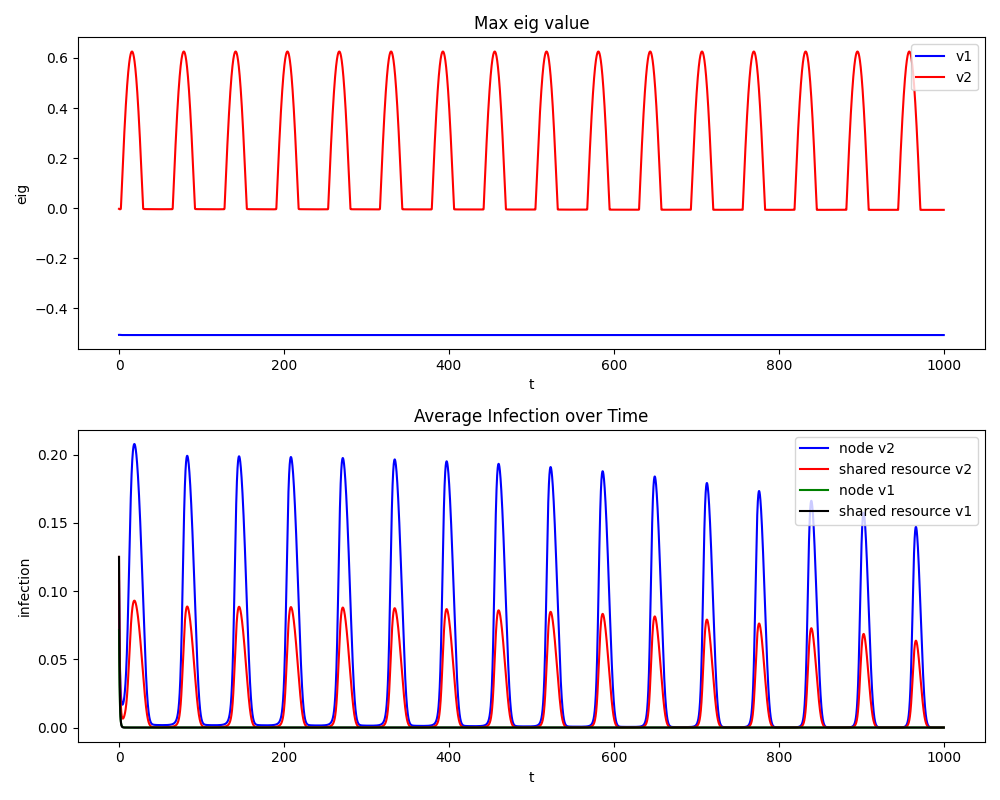 Max eig value
v1
v2
0.6
0.4
0.2
0.0
−0.2
−0.4
eig
0 200 400 600 800 1000
t
Average Infection over Time
node v2
shared resource v2
node v1
shared resource v1
0.20
0.15
0.10
0.05
0.00
infection
0 200 400 600 800 1000
t